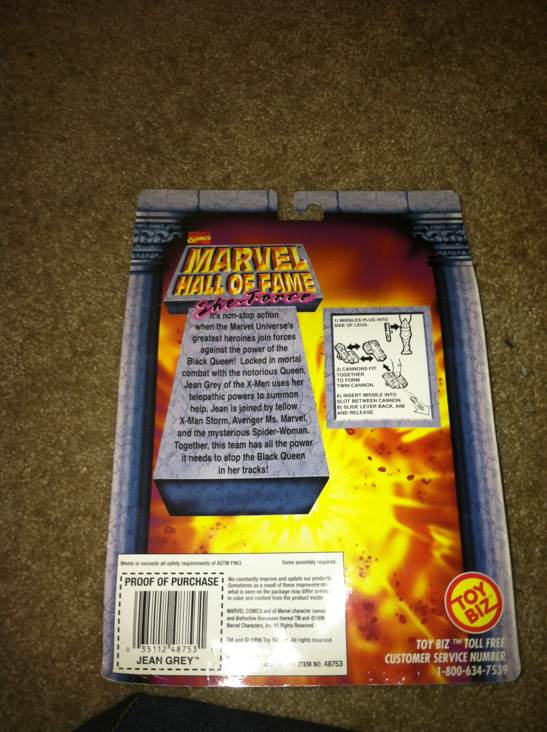 MARVEL
COMICS
MARVEL
HALL OF FAME
She-Force
It's non-stop action
when the Marvel Universe's
greatest heroines join forces
against the power of the
Black Queen! Locked in mortal
combat with the notorious Queen,
Jean Grey of the X-Men uses her
telepathic powers to summon
help. Jean is joined by fellow
X-Man Storm, Avenger Ms. Marvel,
and the mysterious Spider-Woman.
Together, this team has all the power
it needs to stop the Black Queen
in her tracks!
1) MISSILES PLUG INTO
SIDE OF LEGS.
2) CANNONS FIT
TOGETHER
TO FORM
TWIN CANNON.
A) INSERT MISSILE INTO
SLOT BETWEEN CANNON.
B) SLIDE LEVER BACK, AIM
AND RELEASE.
Meets or exceeds all safety requirements of ASTM F963.
Some assembly required.
PROOF OF PURCHASE
We constantly improve and update our products.
Sometimes as a result of these improvements
what is seen on the package may differ
in color and content from the product inside.
MARVEL COMICS and all Marvel character names
and distinctive likenesses thereof TM and ©1996
Marvel Characters, Inc. All Rights Reserved.
TM and © 1996 Toy Biz All rights reserved.
0 35112 48753
JEAN GREY™
ITEM NO. 48753
TOY
BIZ
TOY BIZ ™ TOLL FREE
CUSTOMER SERVICE NUMBER
1-800-634-7539